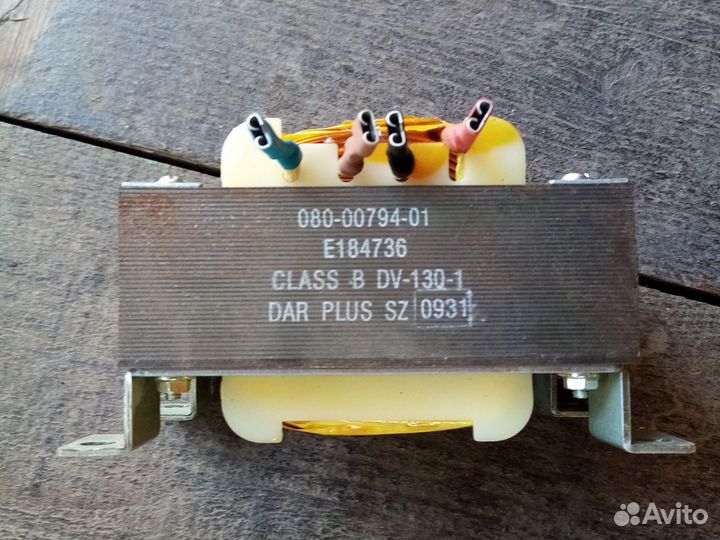 080-00794-01
E184736
CLASS B DV-130-1
DAR PLUS SZ 0931
Avito